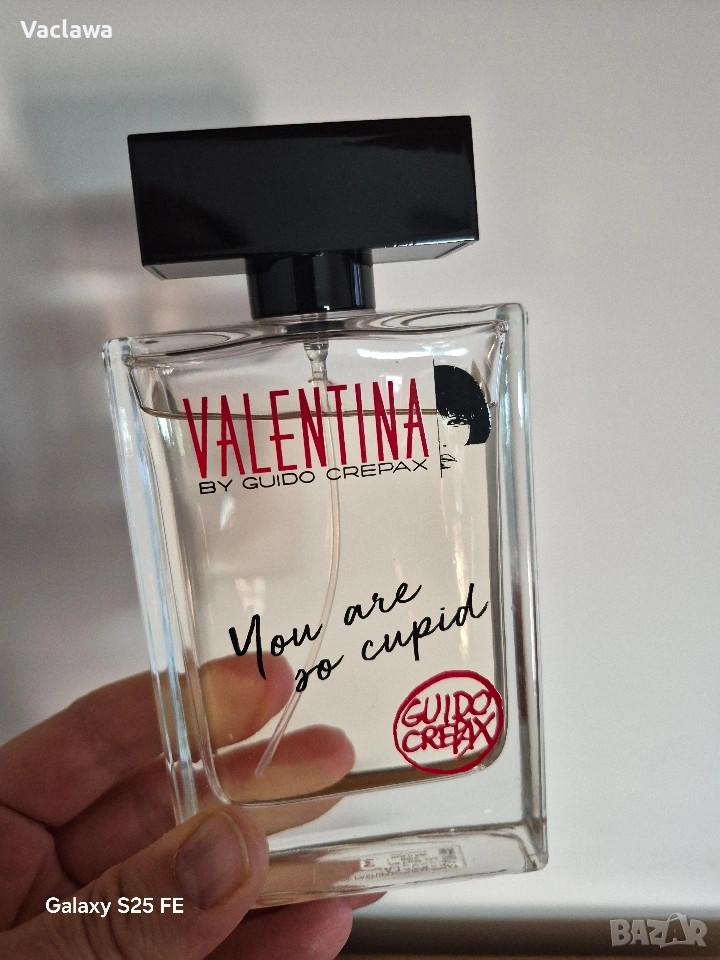 Vaclawa
VALENTINA
BY GUIDO CREPAX
You are
so cupid
GUIDO
CREPAX
Galaxy S25 FE
BAZAR